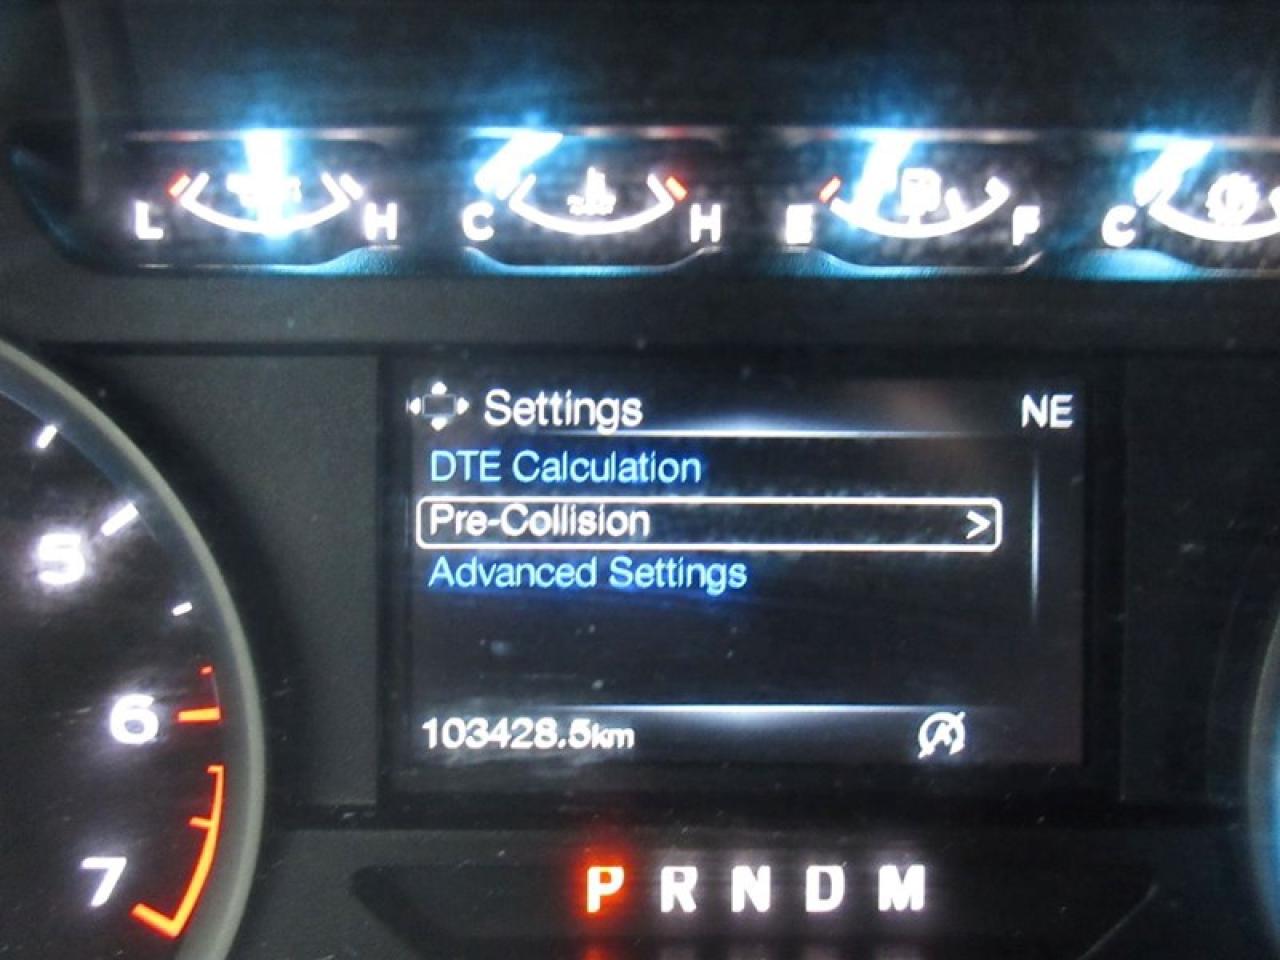 L H C H E F C
Settings NE
DTE Calculation
Pre-Collision >
Advanced Settings
5
6
7
103428.5km
P R N D M